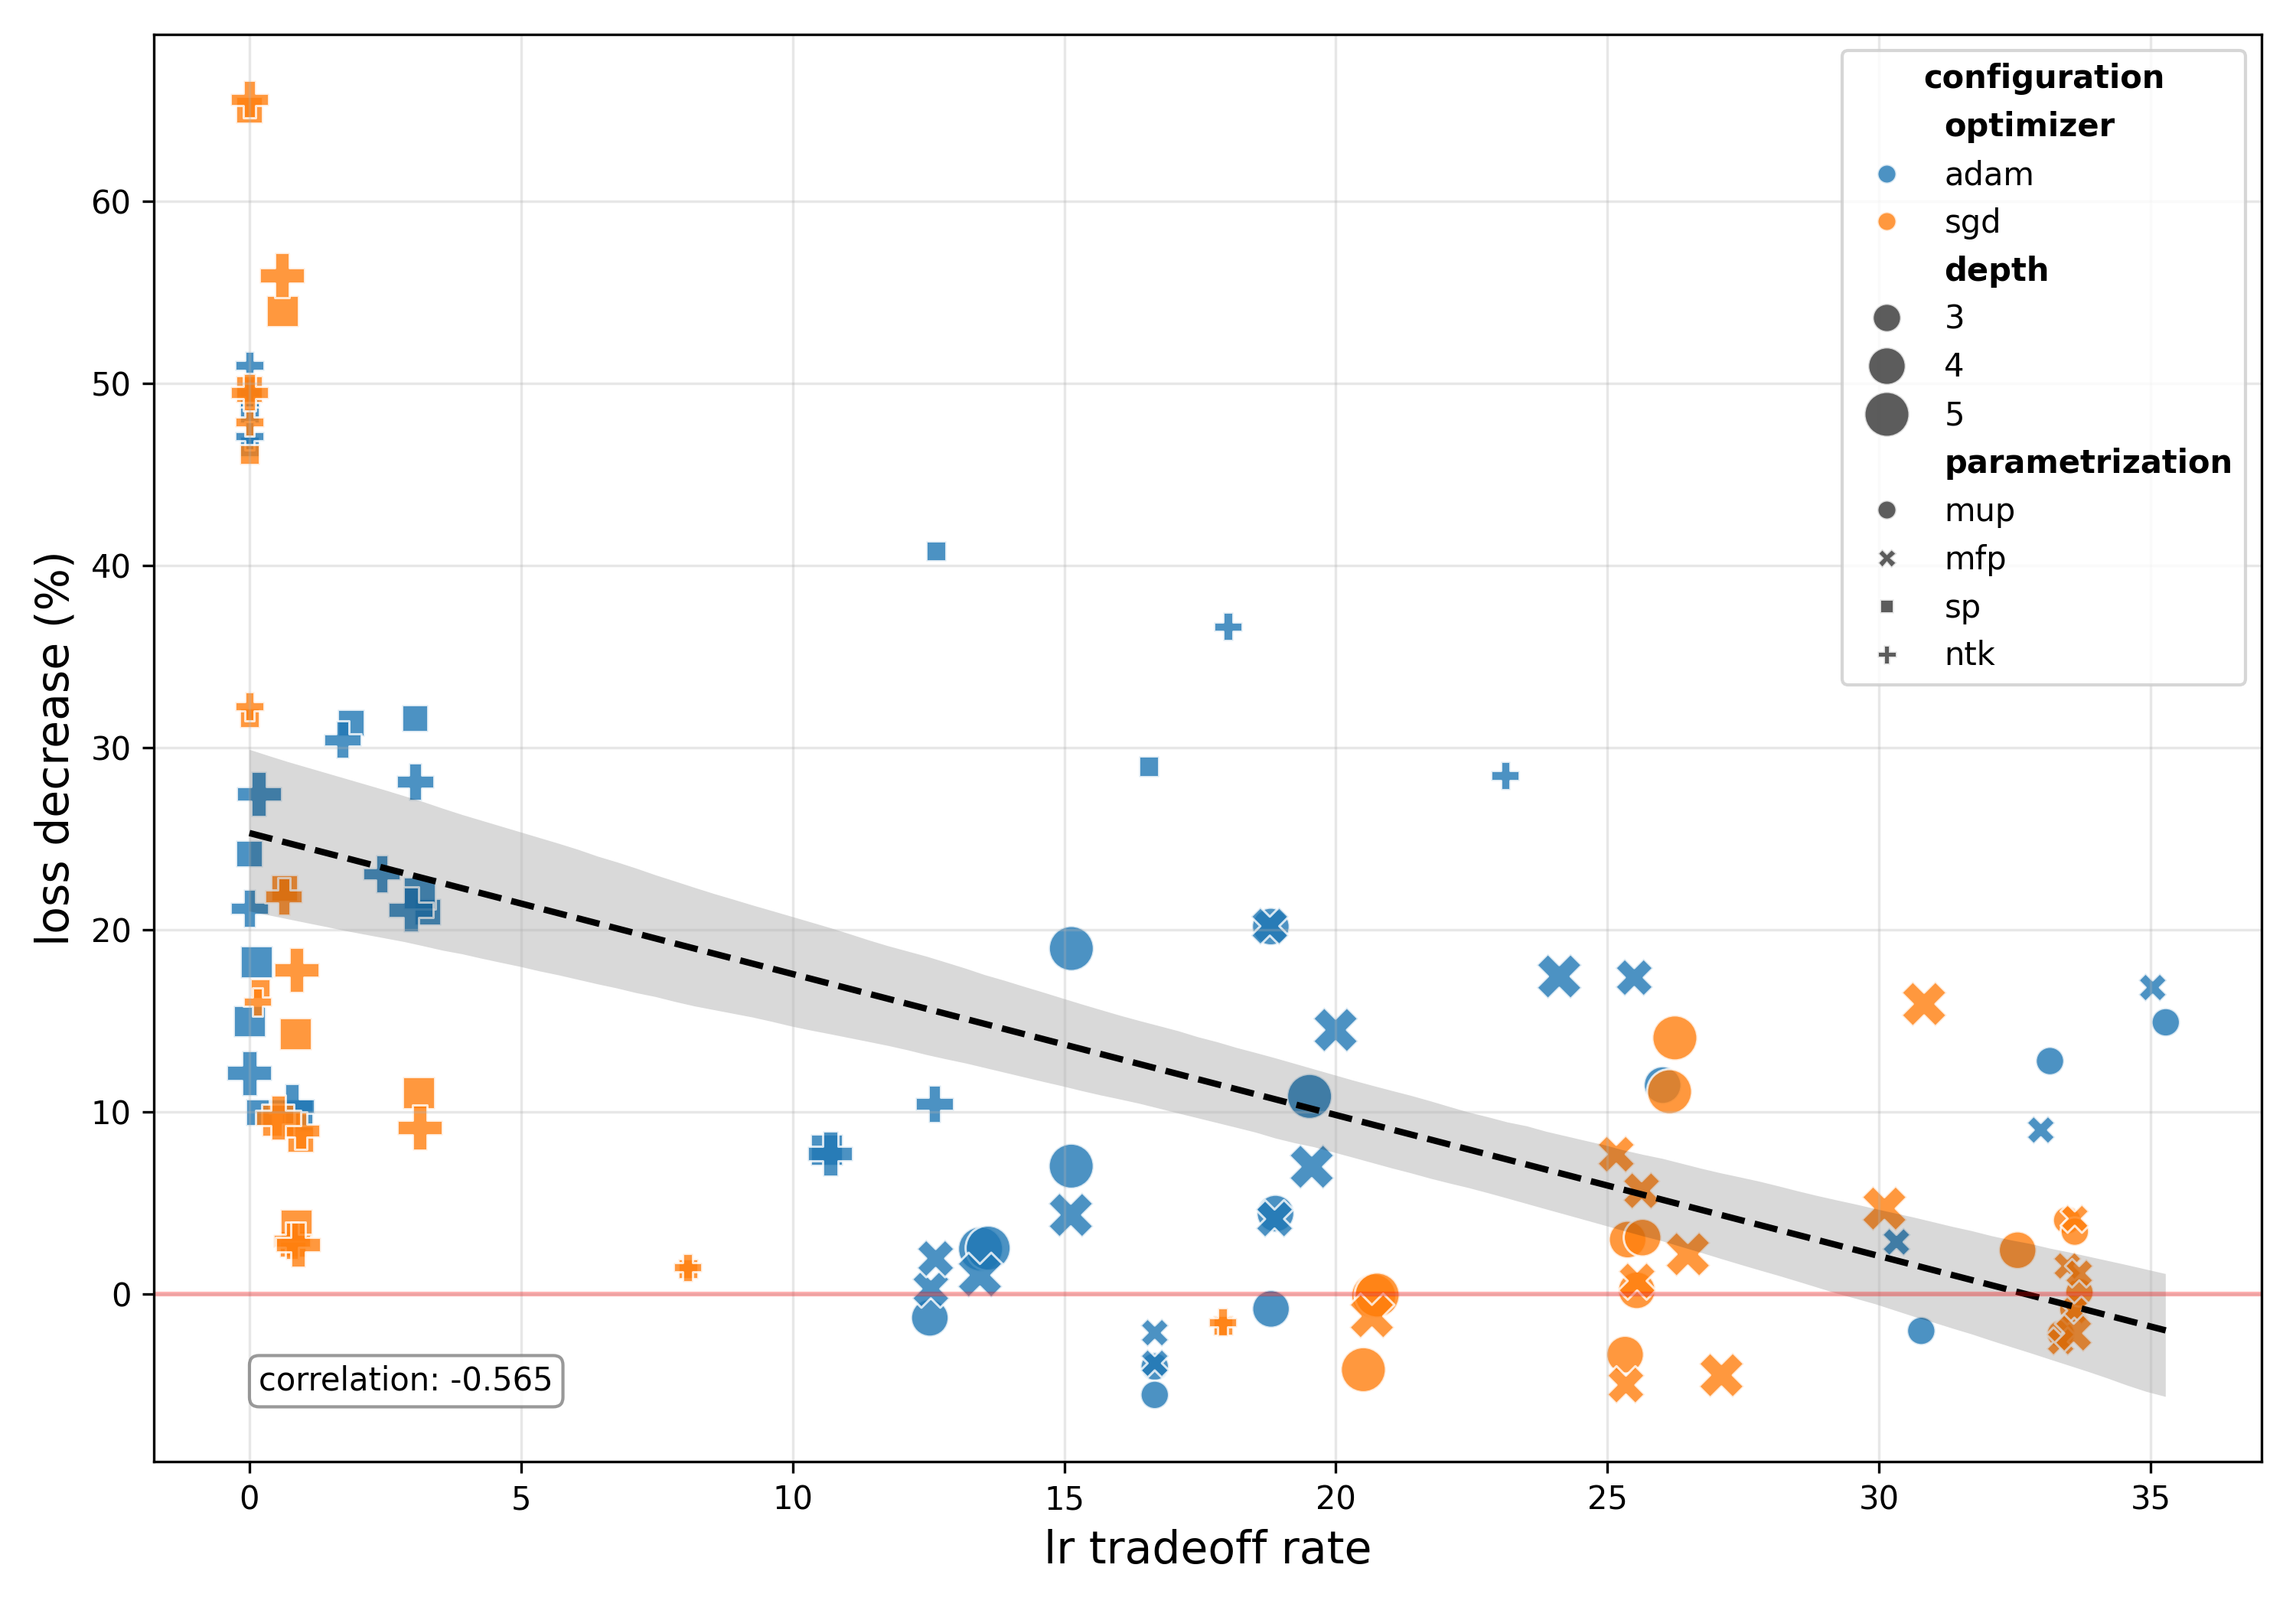 configuration
optimizer
adam
sgd
depth
3
4
5
parametrization
mup
mfp
sp
ntk
loss decrease (%)
60
50
40
30
20
10
0
correlation: -0.565
0 5 10 15 20 25 30 35
lr tradeoff rate